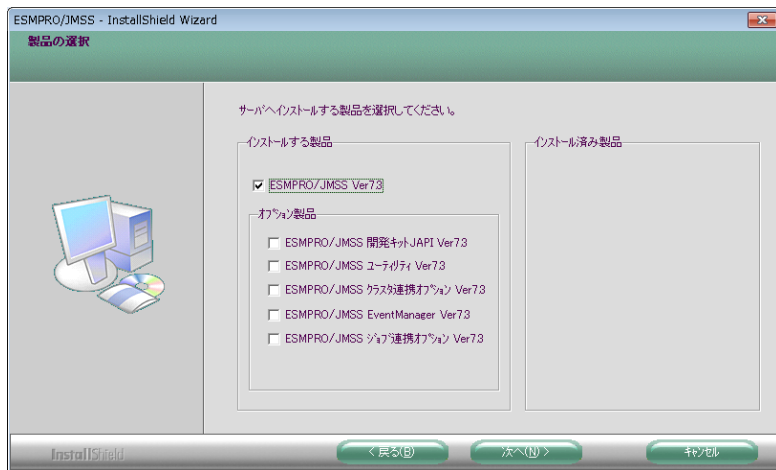 ESMPRO/JMSS - InstallShield Wizard
製品の選択
サーバへインストールする製品を選択してください。
インストールする製品
インストール済み製品
ESMPRO/JMSS Ver7.3
オプション製品
ESMPRO/JMSS 開発キットJAPI Ver7.3
ESMPRO/JMSS ユーティリティ Ver7.3
ESMPRO/JMSS クラスタ連携オプション Ver7.3
ESMPRO/JMSS EventManager Ver7.3
ESMPRO/JMSS ジョブ連携オプション Ver7.3
InstallShield
< 戻る(B)
次へ(N) >
キャンセル